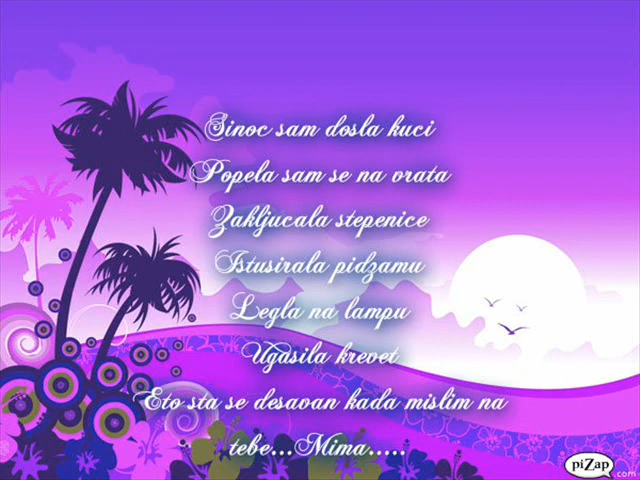 Sinoc sam dosla kuci
Popela sam se na vrata
Zakljucala stepenice
Istusirala pidzamu
Legla na lampu
Ugasila krevet
Eto sta se desavan kada mislim na
tebe...Mima.....
piZap
.com